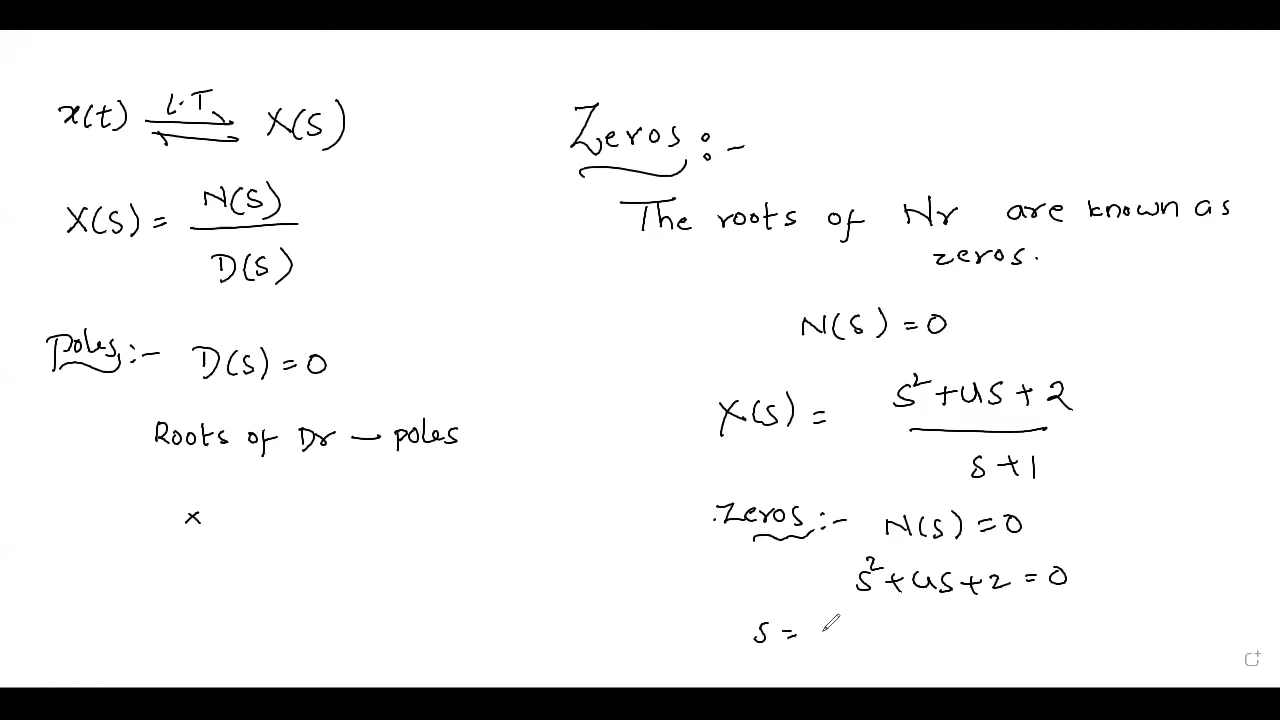 x(t) L.T ⇌ X(s)
X(s) = N(s) / D(s)
Poles :- D(s) = 0
Roots of Dr — poles
×
Zeros :-
The roots of Nr are known as
zeros.
N(s) = 0
X(s) = s² + 4s + 2 / s + 1
Zeros :- N(s) = 0
s² + 4s + 2 = 0
s =